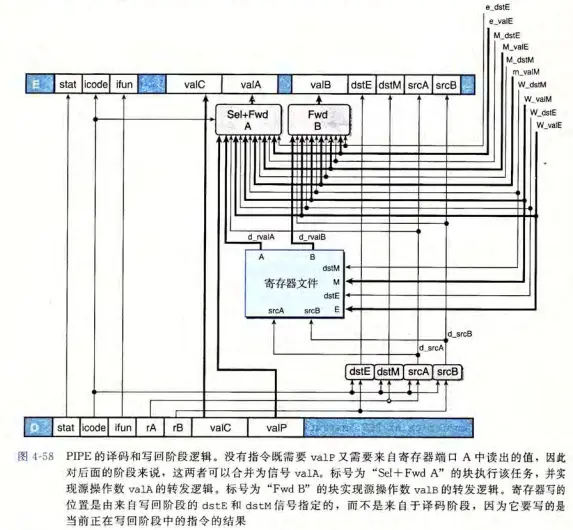 e_dstE
e_valE
M_dstE
M_valE
M_dstM
m_valM
W_dstM
W_valM
W_dstE
W_valE
E stat icode ifun valC valA valB dstE dstM srcA srcB
Sel+Fwd
A
Fwd
B
d_rvalA
d_rvalB
A B
dstM
M
寄存器文件
dstE
E
srcA srcB
d_srcB
d_srcA
dstE dstM srcA srcB
D stat icode ifun rA rB valC valP
图 4-58 PIPE的译码和写回阶段逻辑。没有指令既需要 valP 又需要来自寄存器端口 A 中读出的值，因此
对后面的阶段来说，这两者可以合并为信号 valA。标号为“Sel+Fwd A”的块执行该任务，并实
现源操作数 valA 的转发逻辑。标号为“Fwd B”的块实现源操作数 valB 的转发逻辑。寄存器写的
位置是由来自写回阶段的 dstE 和 dstM 信号指定的，而不是来自于译码阶段，因为它要写的是
当前正在写回阶段中的指令的结果